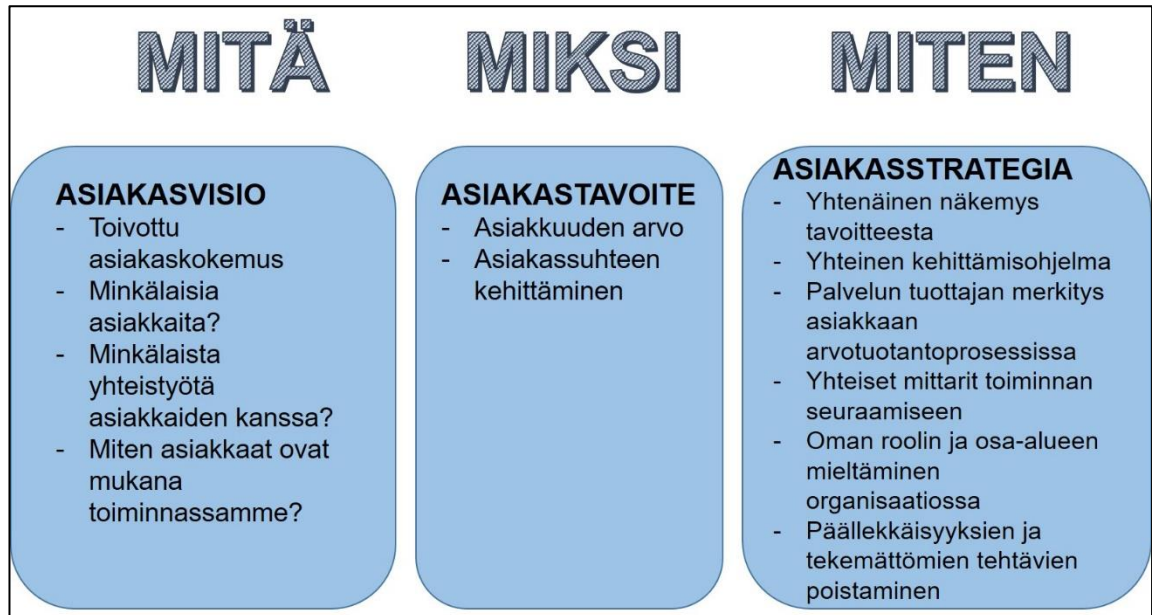 MITÄ
MIKSI
MITEN
ASIAKASVISIO
- Toivottu
asiakaskokemus
- Minkälaisia
asiakkaita?
- Minkälaista
yhteistyötä
asiakkaiden kanssa?
- Miten asiakkaat ovat
mukana
toiminnassamme?
ASIAKASTAVOITE
- Asiakkuuden arvo
- Asiakassuhteen
kehittäminen
ASIAKASSTRATEGIA
- Yhtenäinen näkemys
tavoitteesta
- Yhteinen kehittämisohjelma
- Palvelun tuottajan merkitys
asiakkaan
arvotuotantoprosessissa
- Yhteiset mittarit toiminnan
seuraamiseen
- Oman roolin ja osa-alueen
mieltäminen
organisaatiossa
- Päällekkäisyyksien ja
tekemättömien tehtävien
poistaminen